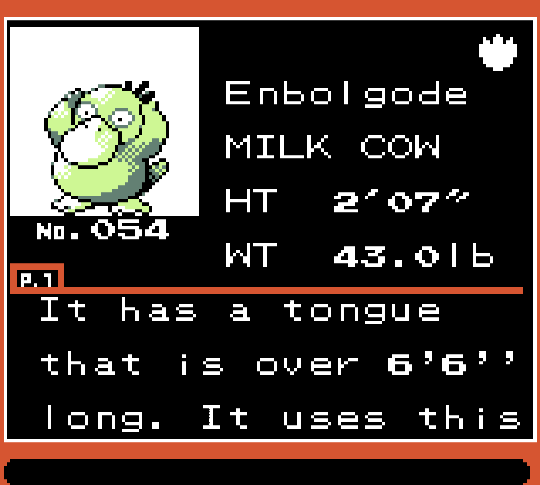 Enbolgode
MILK COW
HT 2'07"
WT 43.0lb
No. 054
P.1
It has a tongue
that is over 6'6''
long. It uses this